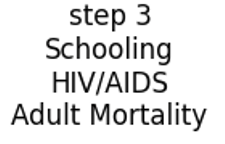 step 3
Schooling
HIV/AIDS
Adult Mortality